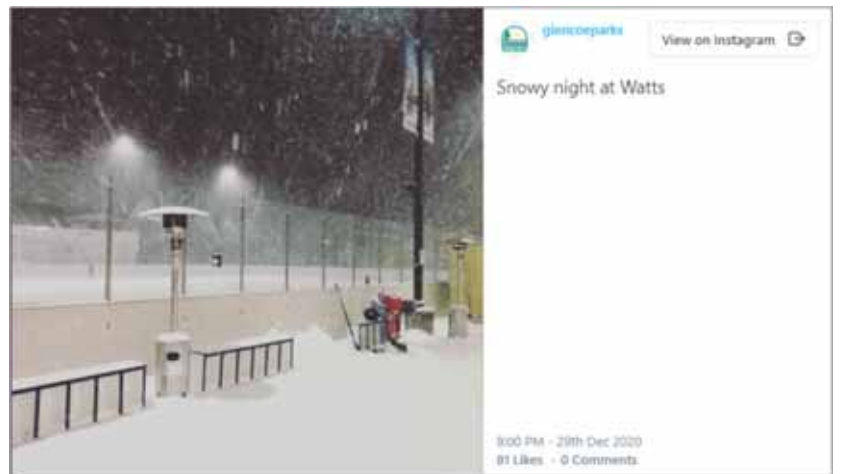 glencoeparks
View on Instagram
Snowy night at Watts
9:00 PM - 29th Dec 2020
81 Likes - 0 Comments